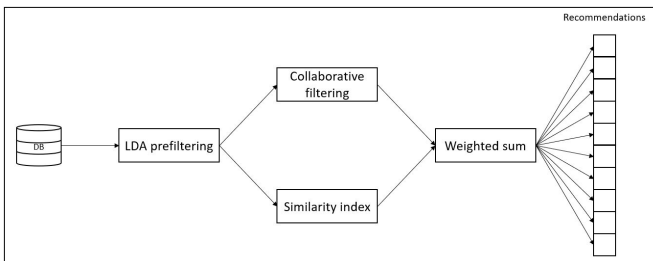 Recommendations
Collaborative
filtering
DB
LDA prefiltering
Weighted sum
Similarity index